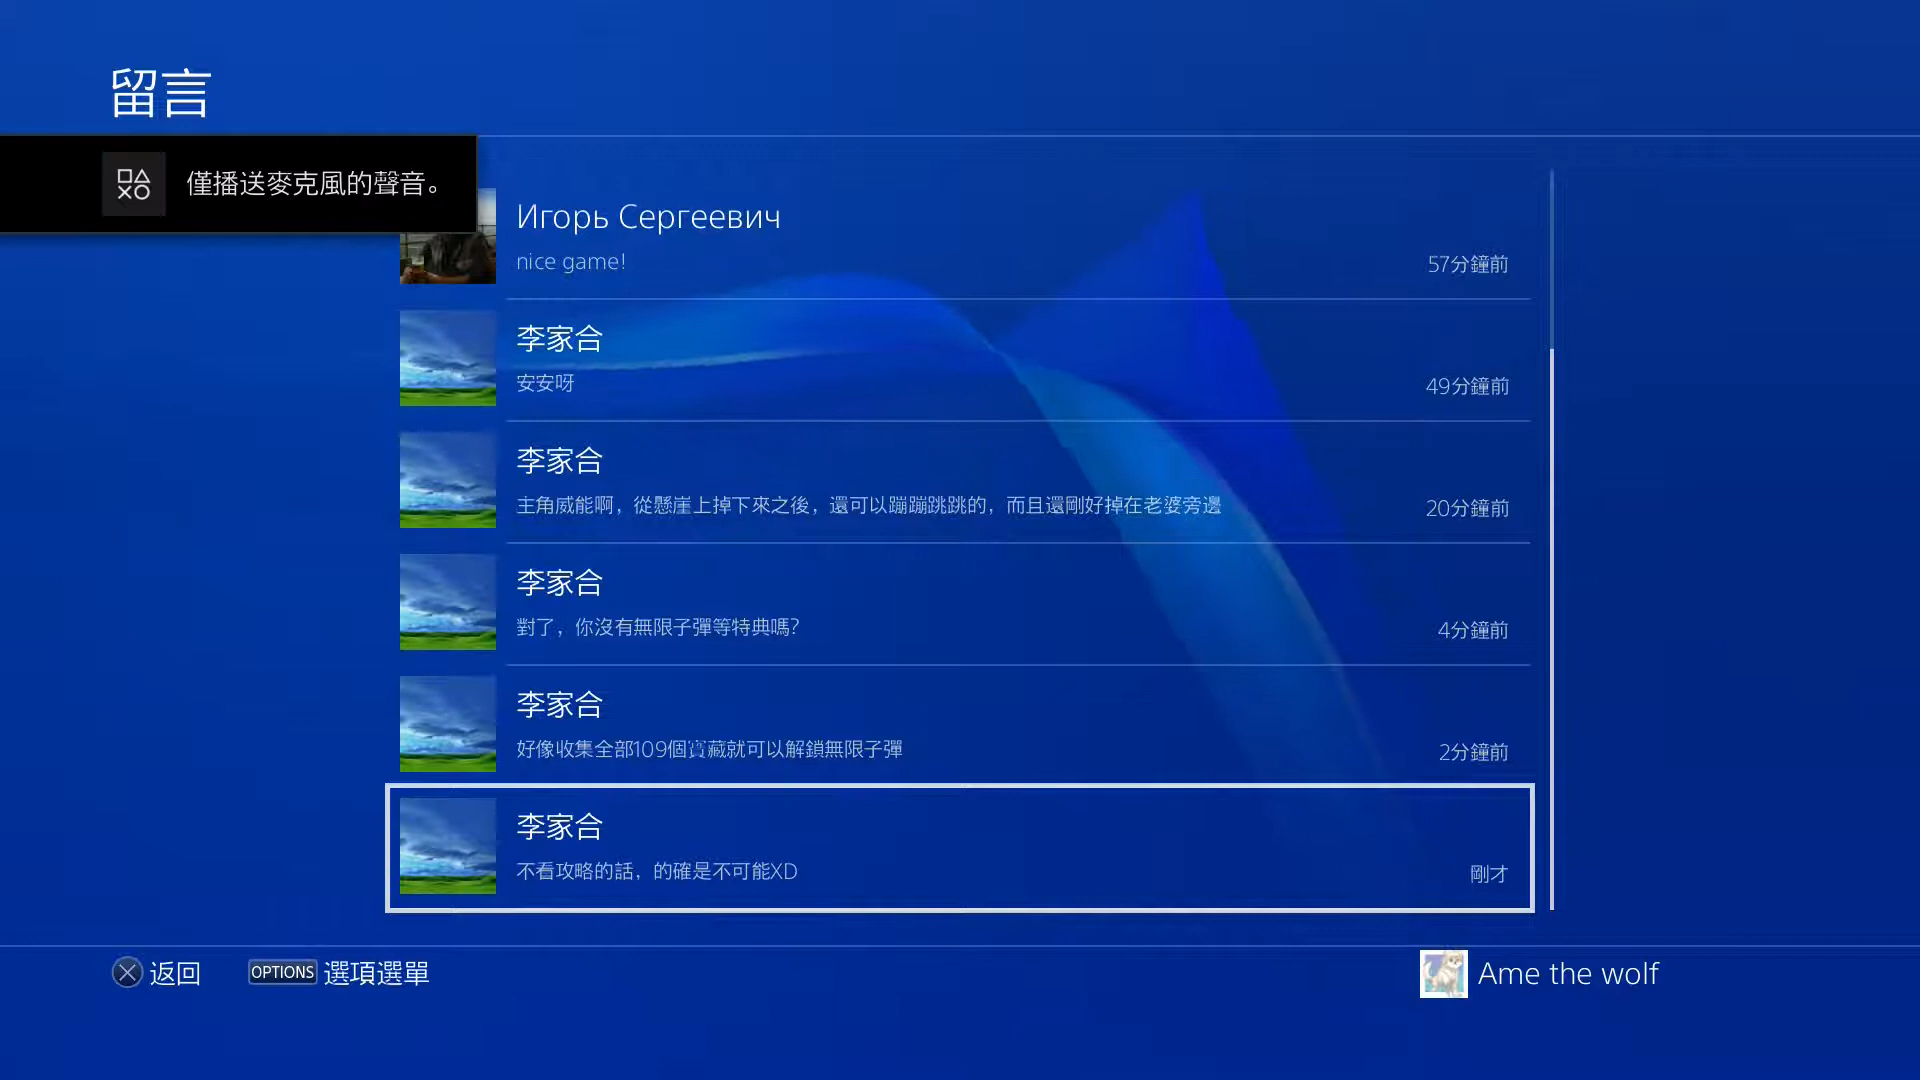 留言
僅播送麥克風的聲音。
Игорь Сергеевич
nice game!
57分鐘前
李家合
安安呀
49分鐘前
李家合
主角威能啊，從懸崖上掉下來之後，還可以蹦蹦跳跳的，而且還剛好掉在老婆旁邊
20分鐘前
李家合
對了，你沒有無限子彈等特典嗎?
4分鐘前
李家合
好像收集全部109個寶藏就可以解鎖無限子彈
2分鐘前
李家合
不看攻略的話，的確是不可能XD
剛才
返回
OPTIONS 選項選單
Ame the wolf